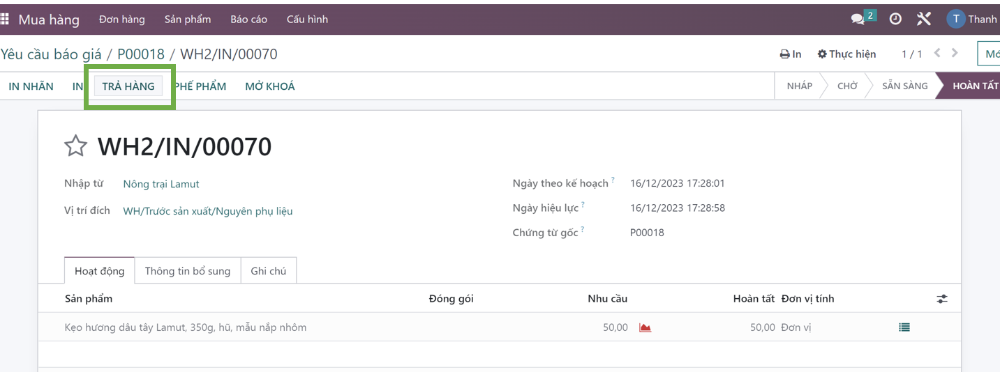 Mua hàng Đơn hàng Sản phẩm Báo cáo Cấu hình 2 T Thanh
Yêu cầu báo giá / P00018 / WH2/IN/00070 In Thực hiện 1 / 1
IN NHÃN IN TRẢ HÀNG PHẾ PHẨM MỞ KHOÁ NHÁP CHỜ SẴN SÀNG HOÀN TẤT
WH2/IN/00070
Nhập từ Nông trại Lamut Ngày theo kế hoạch ? 16/12/2023 17:28:01
Vị trí đích WH/Trước sản xuất/Nguyên phụ liệu Ngày hiệu lực ? 16/12/2023 17:28:58
Chứng từ gốc ? P00018
Hoạt động Thông tin bổ sung Ghi chú
Sản phẩm Đóng gói Nhu cầu Hoàn tất Đơn vị tính
Kẹo hương dâu tây Lamut, 350g, hũ, mẫu nắp nhôm 50,00 50,00 Đơn vị